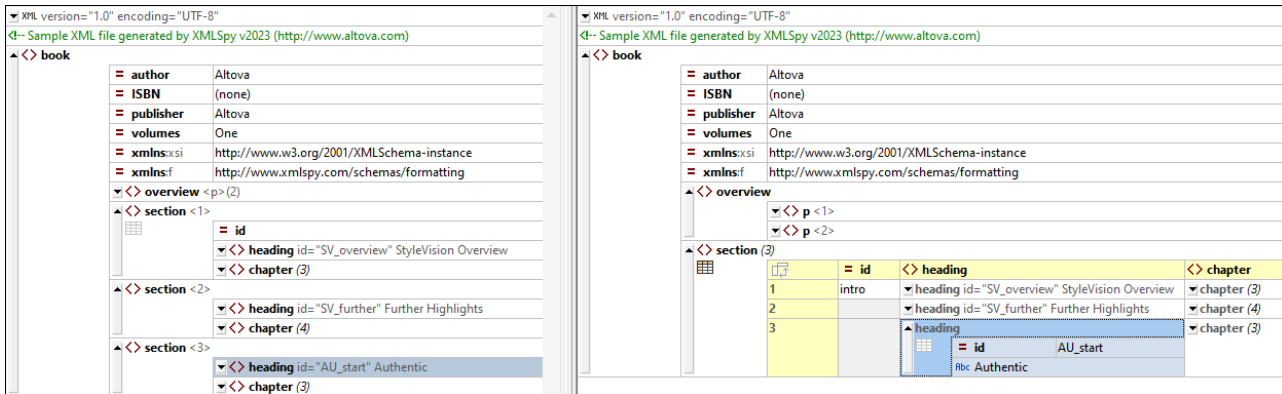 XML version="1.0" encoding="UTF-8"
<!-- Sample XML file generated by XMLSpy v2023 (http://www.altova.com)
<> book
= author Altova
= ISBN (none)
= publisher Altova
= volumes One
= xmlns:xsi http://www.w3.org/2001/XMLSchema-instance
= xmlns:f http://www.xmlspy.com/schemas/formatting
<> overview <p>(2)
<> section <1>
= id
<> heading id="SV_overview" StyleVision Overview
<> chapter (3)
<> section <2>
<> heading id="SV_further" Further Highlights
<> chapter (4)
<> section <3>
<> heading id="AU_start" Authentic
<> chapter (3)
XML version="1.0" encoding="UTF-8"
<!-- Sample XML file generated by XMLSpy v2023 (http://www.altova.com)
<> book
= author Altova
= ISBN (none)
= publisher Altova
= volumes One
= xmlns:xsi http://www.w3.org/2001/XMLSchema-instance
= xmlns:f http://www.xmlspy.com/schemas/formatting
<> overview
<> p <1>
<> p <2>
<> section (3)
= id <> heading <> chapter
1 intro heading id="SV_overview" StyleVision Overview chapter (3)
2 heading id="SV_further" Further Highlights chapter (4)
3 heading chapter (3)
= id AU_start
Abc Authentic